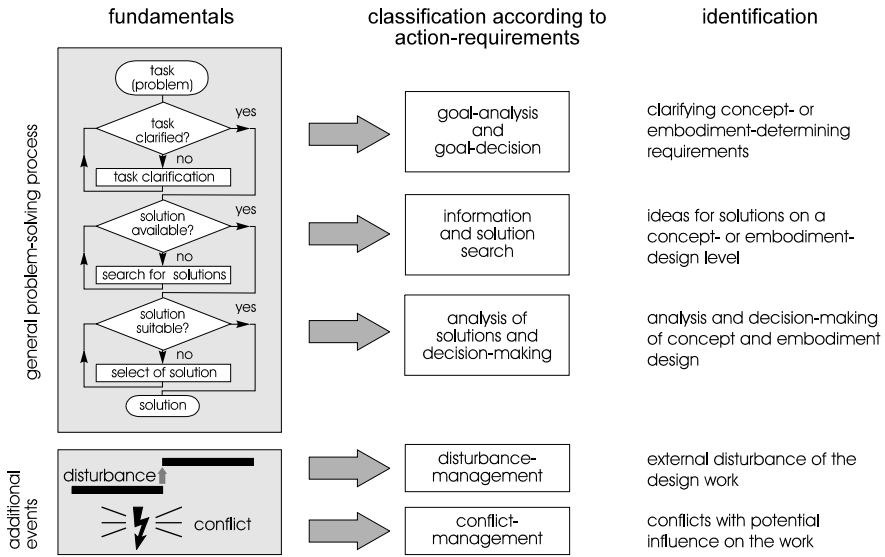 fundamentals
classification according to
action-requirements
identification
general problem-solving process
task
(problem)
yes
task
clarified?
no
task clarification
solution
available?
yes
no
search for solutions
solution
suitable?
yes
no
select of solution
solution
goal-analysis
and
goal-decision
clarifying concept- or
embodiment-determining
requirements
information
and solution
search
ideas for solutions on a
concept- or embodiment-
design level
analysis of
solutions and
decision-making
analysis and decision-making
of concept and embodiment
design
additional
events
disturbance
conflict
disturbance-
management
external disturbance of the
design work
conflict-
management
conflicts with potential
influence on the work